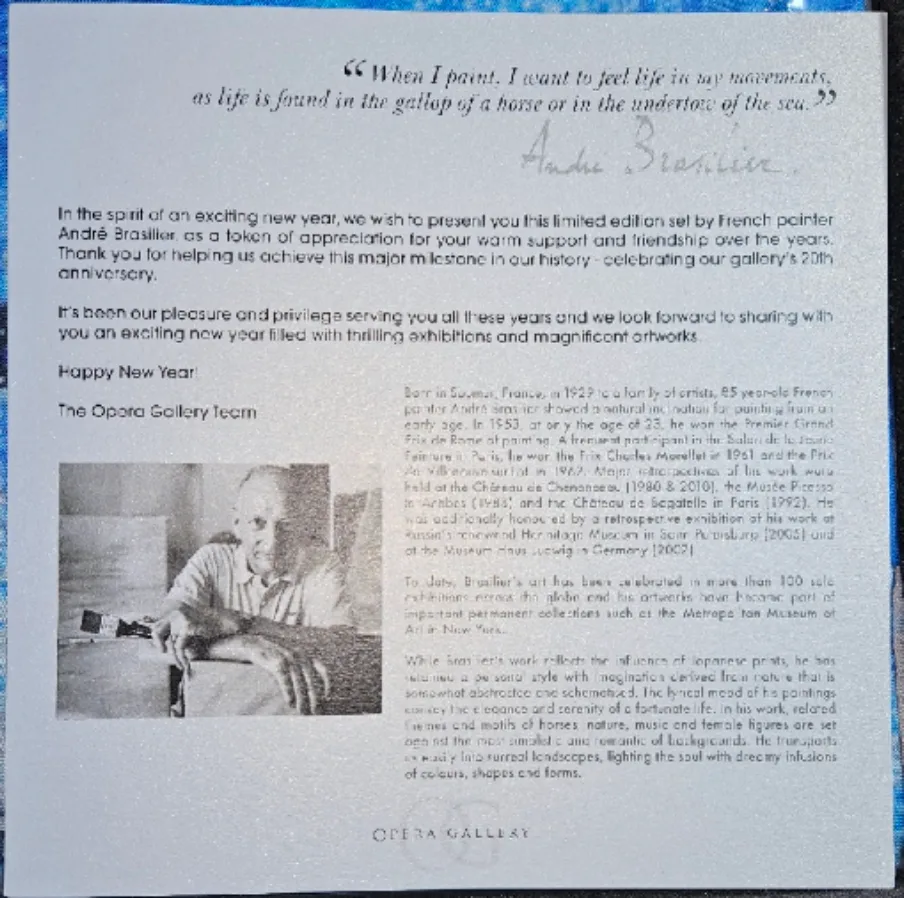 “When I paint, I want to feel life in my movements,
as life is found in the gallop of a horse or in the undertow of the sea.”
André Brasilier.
In the spirit of an exciting new year, we wish to present you this limited edition set by French painter
André Brasilier, as a token of appreciation for your warm support and friendship over the years.
Thank you for helping us achieve this major milestone in our history - celebrating our gallery's 20th
anniversary.
It's been our pleasure and privilege serving you all these years and we look forward to sharing with
you an exciting new year filled with thrilling exhibitions and magnificent artworks.
Happy New Year!
The Opera Gallery Team
Born in Saumur, France, in 1929 to a family of artists, 85 year-old French
painter André Brasilier showed a natural inclination for painting from an
early age. In 1953, at only the age of 23, he won the Premier Grand
Prix de Rome of painting. A frequent participant in the Salon de la Jeune
Peinture in Paris, he won the Prix Charles Morellet in 1961 and the Prix
de Villeneuve-sur-Lot in 1962. Major retrospectives of his work were
held at the Château de Chenonceau (1980 & 2010), the Musée Picasso
in Antibes (1988) and the Château de Bagatelle in Paris (1992). He
was additionally honoured by a retrospective exhibition of his work at
Russia's renowned Hermitage Museum in Saint Petersburg (2005) and
at the Museum Haus Ludwig in Germany (2007).
To date, Brasilier's art has been celebrated in more than 100 solo
exhibitions across the globe and his artworks have become part of
important permanent collections such as the Metropolitan Museum of
Art in New York.
While Brasilier's work reflects the influence of Japanese prints, he has
retained a personal style with imagination derived from nature that is
somewhat abstracted and schematised. The lyrical mood of his paintings
convey the elegance and serenity of a fortunate life. In his work, related
themes and motifs of horses, nature, music and female figures are set
against the most simplistic and romantic of backgrounds. He transports
us easily into surreal landscapes, lighting the soul with dreamy infusions
of colours, shapes and forms.
OPERA GALLERY